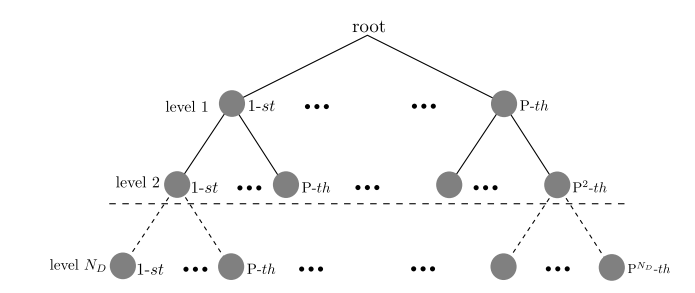 root
level 1 1-st ••• ••• P-th
level 2 1-st ••• P-th ••• ••• P²-th
level N_D 1-st ••• P-th ••• ••• ••• P^{N_D}-th